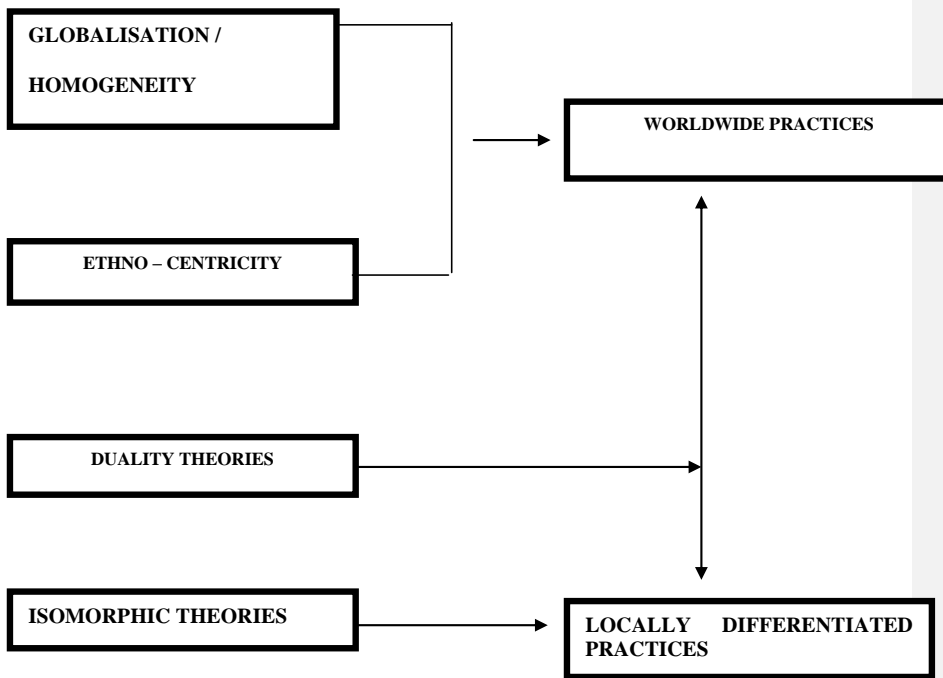 GLOBALISATION /
HOMOGENEITY
WORLDWIDE PRACTICES
ETHNO – CENTRICITY
DUALITY THEORIES
ISOMORPHIC THEORIES
LOCALLY DIFFERENTIATED
PRACTICES